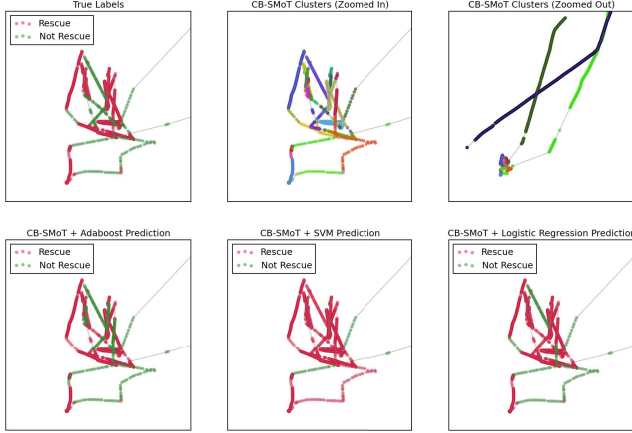 True Labels
Rescue
Not Rescue
CB-SMoT Clusters (Zoomed In)
CB-SMoT Clusters (Zoomed Out)
CB-SMoT + Adaboost Prediction
Rescue
Not Rescue
CB-SMoT + SVM Prediction
Rescue
Not Rescue
CB-SMoT + Logistic Regression Prediction
Rescue
Not Rescue